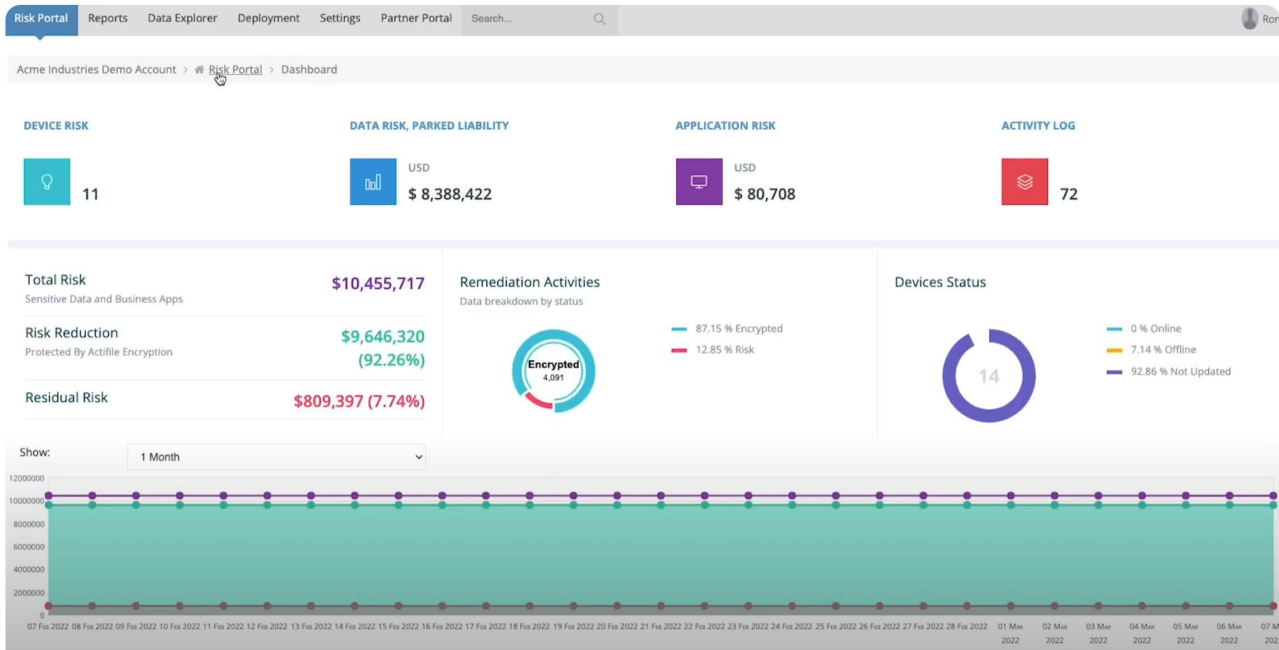 Risk Portal Reports Data Explorer Deployment Settings Partner Portal Search...
Acme Industries Demo Account > Risk Portal > Dashboard
DEVICE RISK
11
DATA RISK, PARKED LIABILITY
USD
$ 8,388,422
APPLICATION RISK
USD
$ 80,708
ACTIVITY LOG
72
Total Risk
Sensitive Data and Business Apps
$10,455,717
Risk Reduction
Protected By Actifile Encryption
$9,646,320
(92.26%)
Residual Risk
$809,397 (7.74%)
Remediation Activities
Data breakdown by status
Encrypted
4,091
87.15 % Encrypted
12.85 % Risk
Devices Status
14
0 % Online
7.14 % Offline
92.86 % Not Updated
Show:
1 Month
12000000
10000000
8000000
6000000
4000000
2000000
0
07 Feb 2022 08 Feb 2022 09 Feb 2022 10 Feb 2022 11 Feb 2022 12 Feb 2022 13 Feb 2022 14 Feb 2022 15 Feb 2022 16 Feb 2022 17 Feb 2022 18 Feb 2022 19 Feb 2022 20 Feb 2022 21 Feb 2022 22 Feb 2022 23 Feb 2022 24 Feb 2022 25 Feb 2022 26 Feb 2022 27 Feb 2022 28 Feb 2022 01 Mar 02 Mar 03 Mar 04 Mar 05 Mar 06 Mar 07
2022 2022 2022 2022 2022 2022